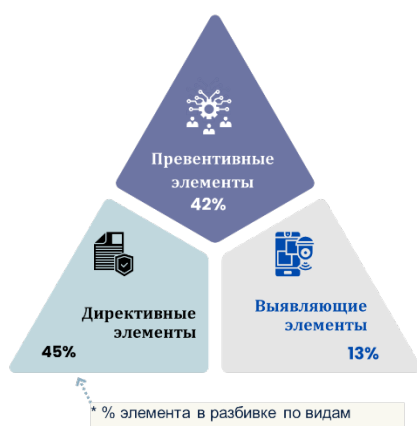 Превентивные
элементы
42%
Директивные
элементы
45%
Выявляющие
элементы
13%
* % элемента в разбивке по видам